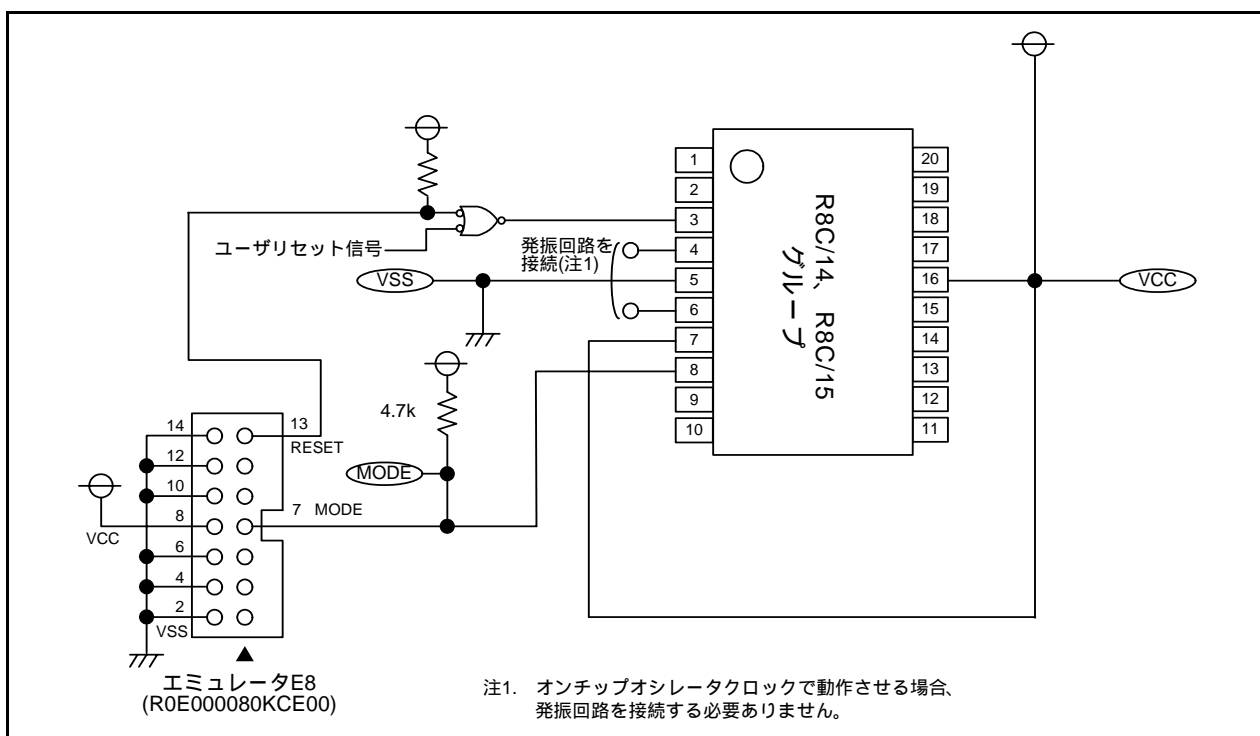 ユーザリセット信号
発振回路を
接続(注1)
VSS
1
2
3
4
5
6
7
8
9
10
20
19
18
17
16
15
14
13
12
11
R8C/14、R8C/15
グループ
VCC
4.7k
MODE
14
12
10
8
VCC
6
4
2
VSS
13
RESET
7 MODE
エミュレータE8
(R0E000080KCE00)
注1. オンチップオシレータクロックで動作させる場合、
発振回路を接続する必要ありません。